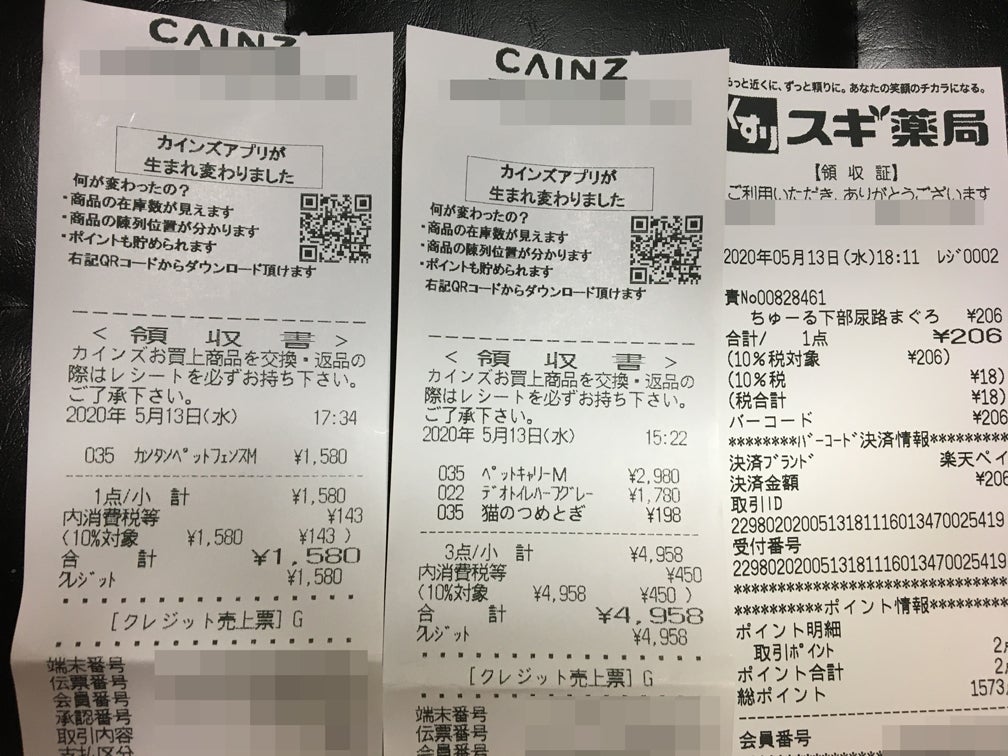 CAINZ
カインズアプリが
生まれ変わりました
何が変わったの？
・商品の在庫数が見えます
・商品の陳列位置が分かります
・ポイントも貯められます
右記QRコードからダウンロード頂けます
＜ 領 収 書 ＞
カインズお買上商品を交換・返品の
際はレシートを必ずお持ち下さい。
ご了承下さい。
2020年 5月13日(水) 17:34
035 ｶﾝﾀﾝﾍﾟｯﾄﾌｪﾝｽM ¥1,580
1点/小 計 ¥1,580
内消費税等 ¥143
(10%対象 ¥1,580 ¥143 )
合 計 ¥1,580
ｸﾚｼﾞｯﾄ ¥1,580
[クレジット売上票] G
端末番号
伝票番号
会員番号
承認番号
取引内容
支払区分
CAINZ
カインズアプリが
生まれ変わりました
何が変わったの？
・商品の在庫数が見えます
・商品の陳列位置が分かります
・ポイントも貯められます
右記QRコードからダウンロード頂けます
＜ 領 収 書 ＞
カインズお買上商品を交換・返品の
際はレシートを必ずお持ち下さい。
ご了承下さい。
2020年 5月13日(水) 15:22
035 ﾍﾟｯﾄｷｬﾘｰM ¥2,980
022 ﾃﾞｵﾄｲﾚﾊｰﾌｸﾞﾚｰ ¥1,780
035 猫のつめとぎ ¥198
3点/小 計 ¥4,958
内消費税等 ¥450
(10%対象 ¥4,958 ¥450 )
合 計 ¥4,958
ｸﾚｼﾞｯﾄ ¥4,958
[クレジット売上票] G
端末番号
伝票番号
会員番号
っと近くに、ずっと頼りに。あなたの笑顔のチカラになる。
くすり スギ薬局
【領 収 証】
ご利用いただき、ありがとうございます
2020年05月13日(水)18:11 ﾚｼﾞ0002
責No00828461
ちゅーる下部尿路まぐろ ¥206
合計/ 1点 ¥206
(10%税対象 ¥206)
(10%税 ¥18)
(税合計 ¥18)
バーコード ¥206
********ﾊﾞｰｺｰﾄﾞ決済情報********
決済ﾌﾞﾗﾝﾄﾞ 楽天ペイ
決済金額 ¥206
取引ID
2298020200513181116013470025419
受付番号
2298020200513181116013470025419
**********ポイント情報*********
ポイント明細
取引ﾎﾟｲﾝﾄ 2点
ポイント合計 2点
総ポイント 1573
会員番号